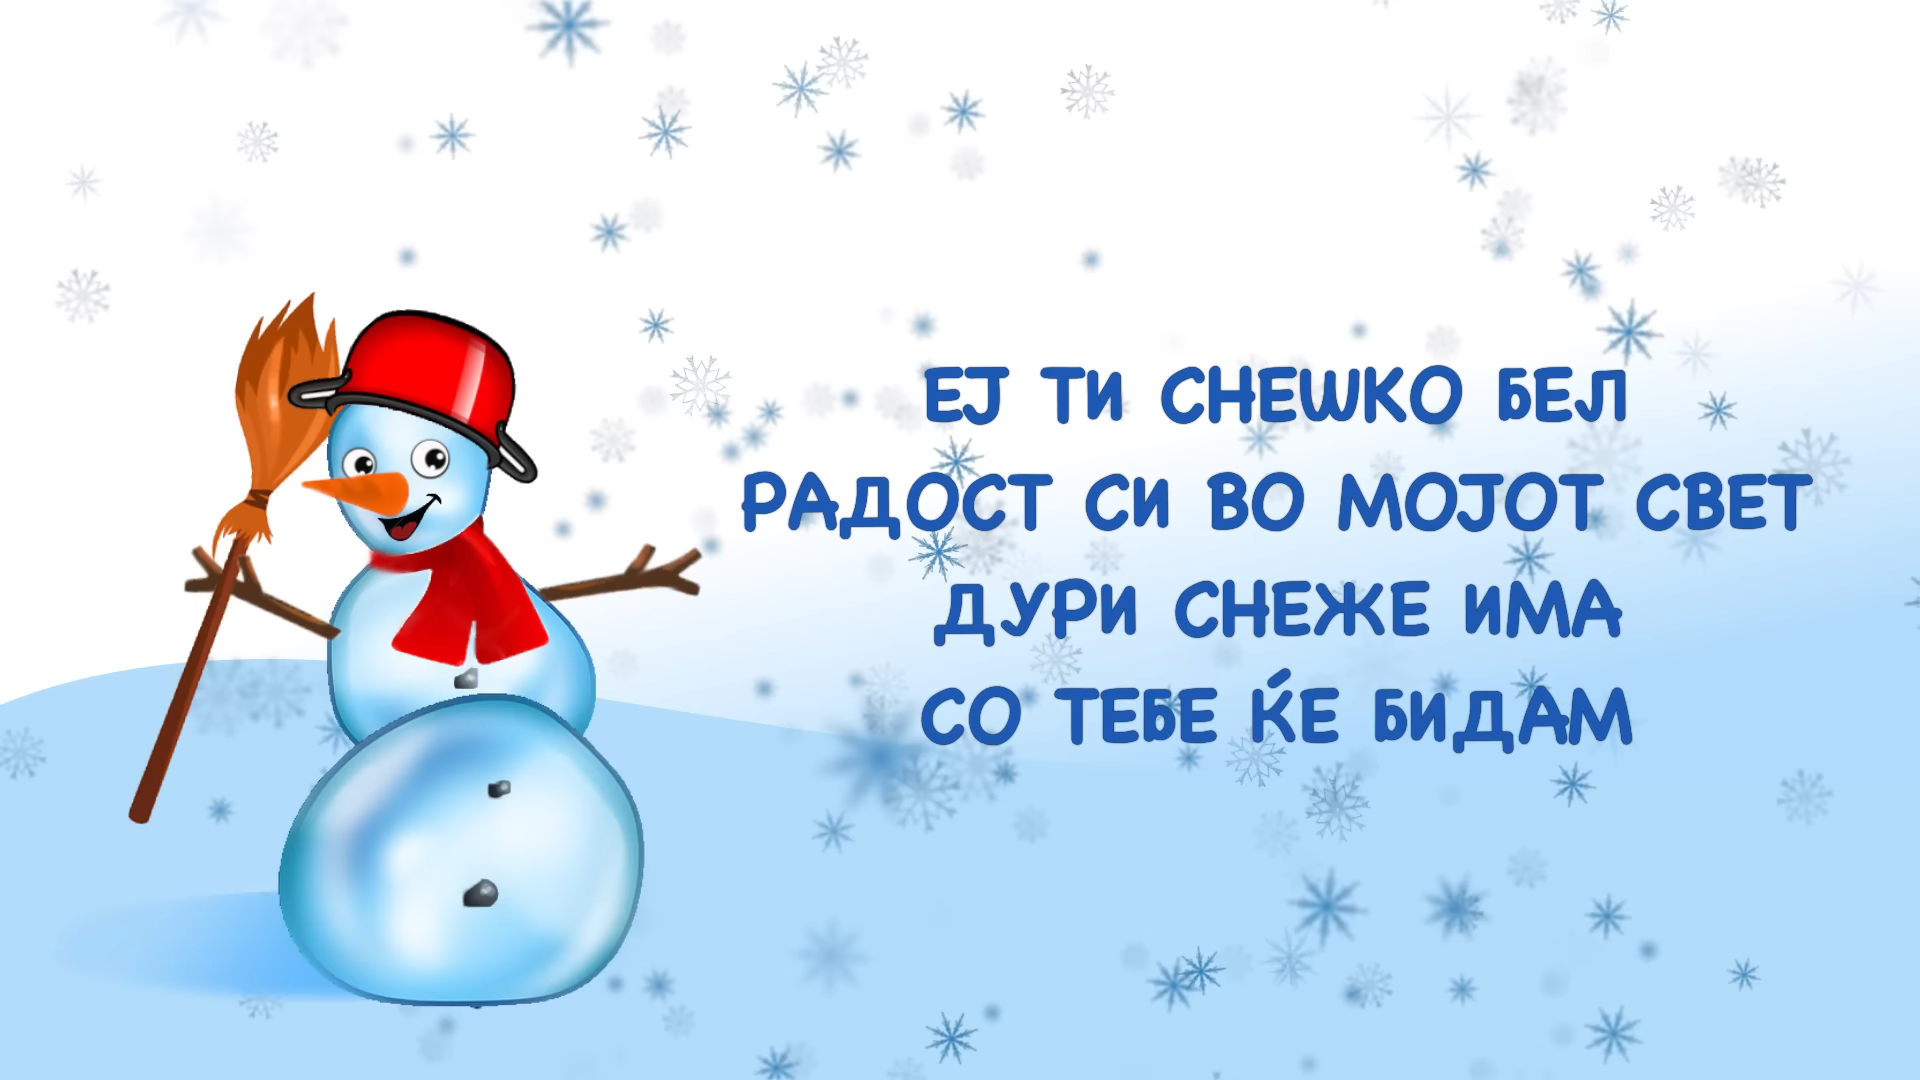 ЕЈ ТИ СНЕШКО БЕЛ
РАДОСТ СИ ВО МОЈОТ СВЕТ
ДУРИ СНЕЖЕ ИМА
СО ТЕБЕ ЌЕ БИДАМ